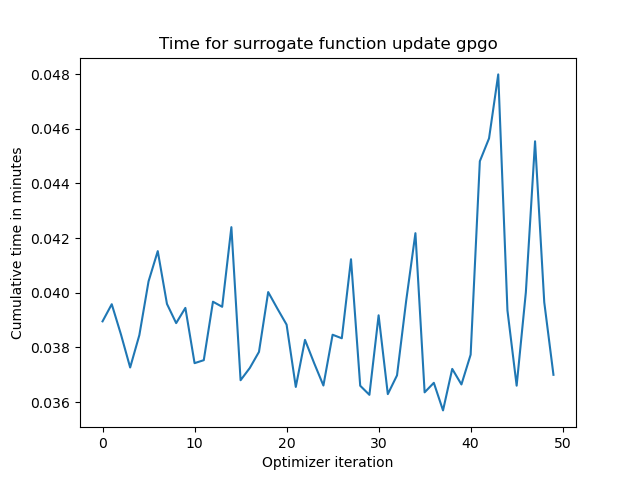 Time for surrogate function update gpgo
0.048
0.046
0.044
0.042
0.040
0.038
0.036
Cumulative time in minutes
0 10 20 30 40 50
Optimizer iteration